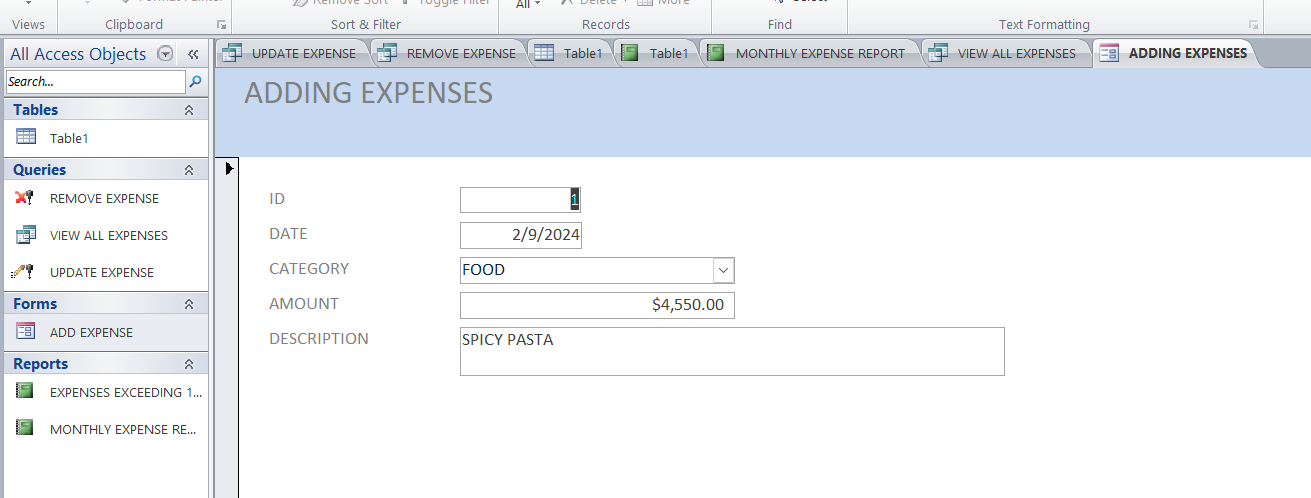 Format Painter
Remove Sort
Toggle Filter
All
Delete
More
Select
Views
Clipboard
Sort & Filter
Records
Find
Text Formatting
All Access Objects
Search...
Tables
Table1
Queries
REMOVE EXPENSE
VIEW ALL EXPENSES
UPDATE EXPENSE
Forms
ADD EXPENSE
Reports
EXPENSES EXCEEDING 1...
MONTHLY EXPENSE RE...
UPDATE EXPENSE
REMOVE EXPENSE
Table1
Table1
MONTHLY EXPENSE REPORT
VIEW ALL EXPENSES
ADDING EXPENSES
ADDING EXPENSES
ID 1
DATE 2/9/2024
CATEGORY FOOD
AMOUNT $4,550.00
DESCRIPTION SPICY PASTA